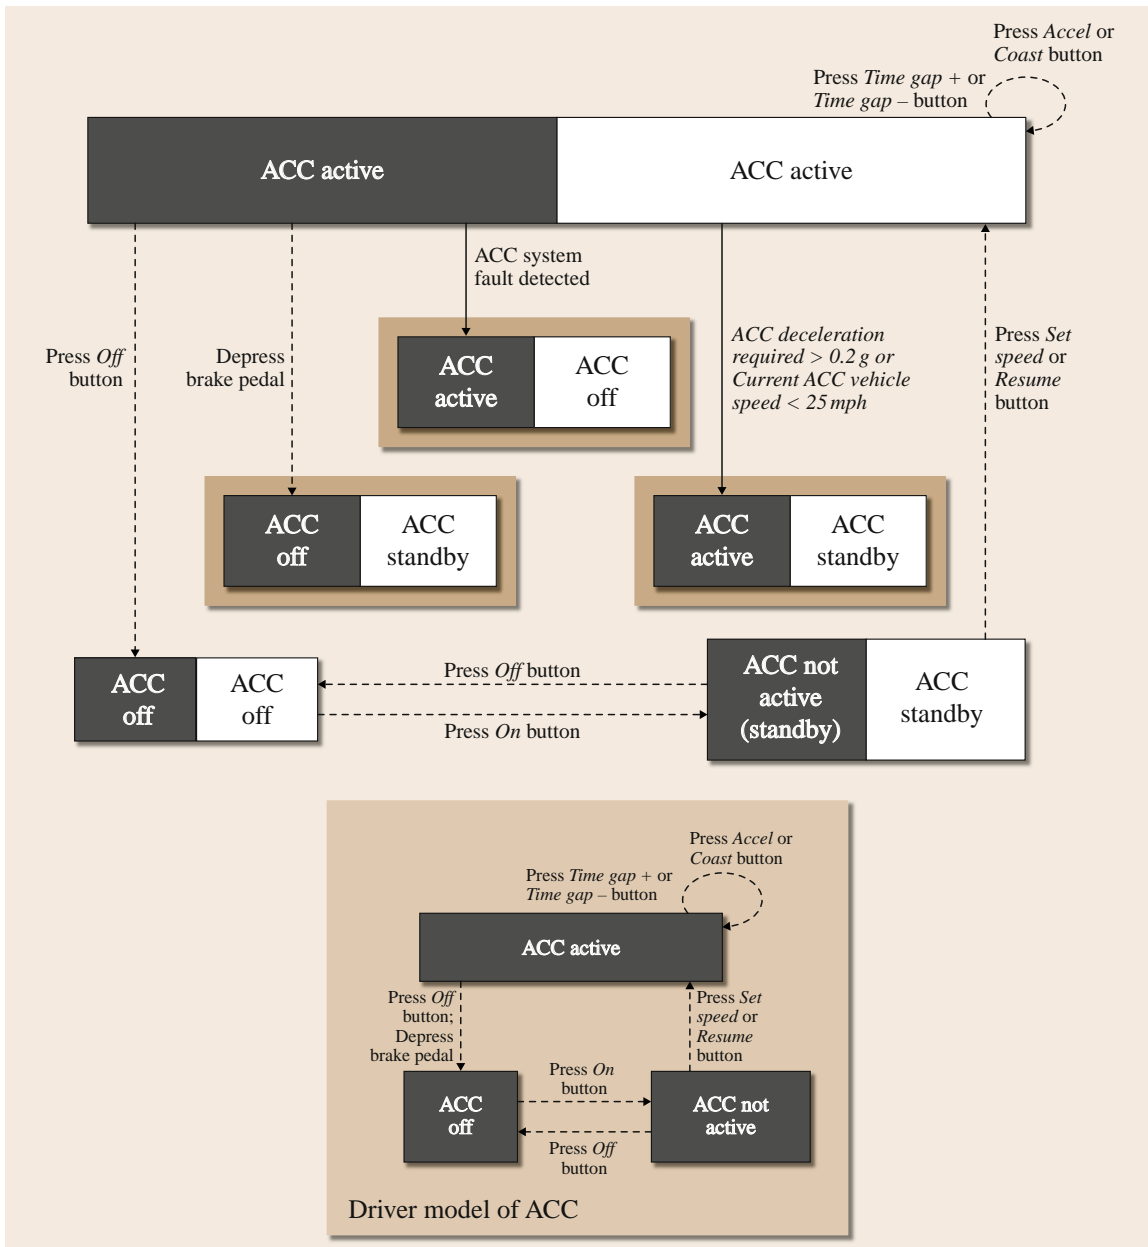 Press Accel or
Coast button
Press Time gap + or
Time gap – button
ACC active
ACC active
ACC system
fault detected
Press Off
button
Depress
brake pedal
ACC
active
ACC
off
ACC deceleration
required > 0.2 g or
Current ACC vehicle
speed < 25 mph
Press Set
speed or
Resume
button
ACC
off
ACC
standby
ACC
active
ACC
standby
ACC
off
ACC
off
Press Off button
Press On button
ACC not
active
(standby)
ACC
standby
Press Accel or
Coast button
Press Time gap + or
Time gap – button
ACC active
Press Off
button;
Depress
brake pedal
Press Set
speed or
Resume
button
Press On
button
ACC
off
ACC not
active
Press Off
button
Driver model of ACC